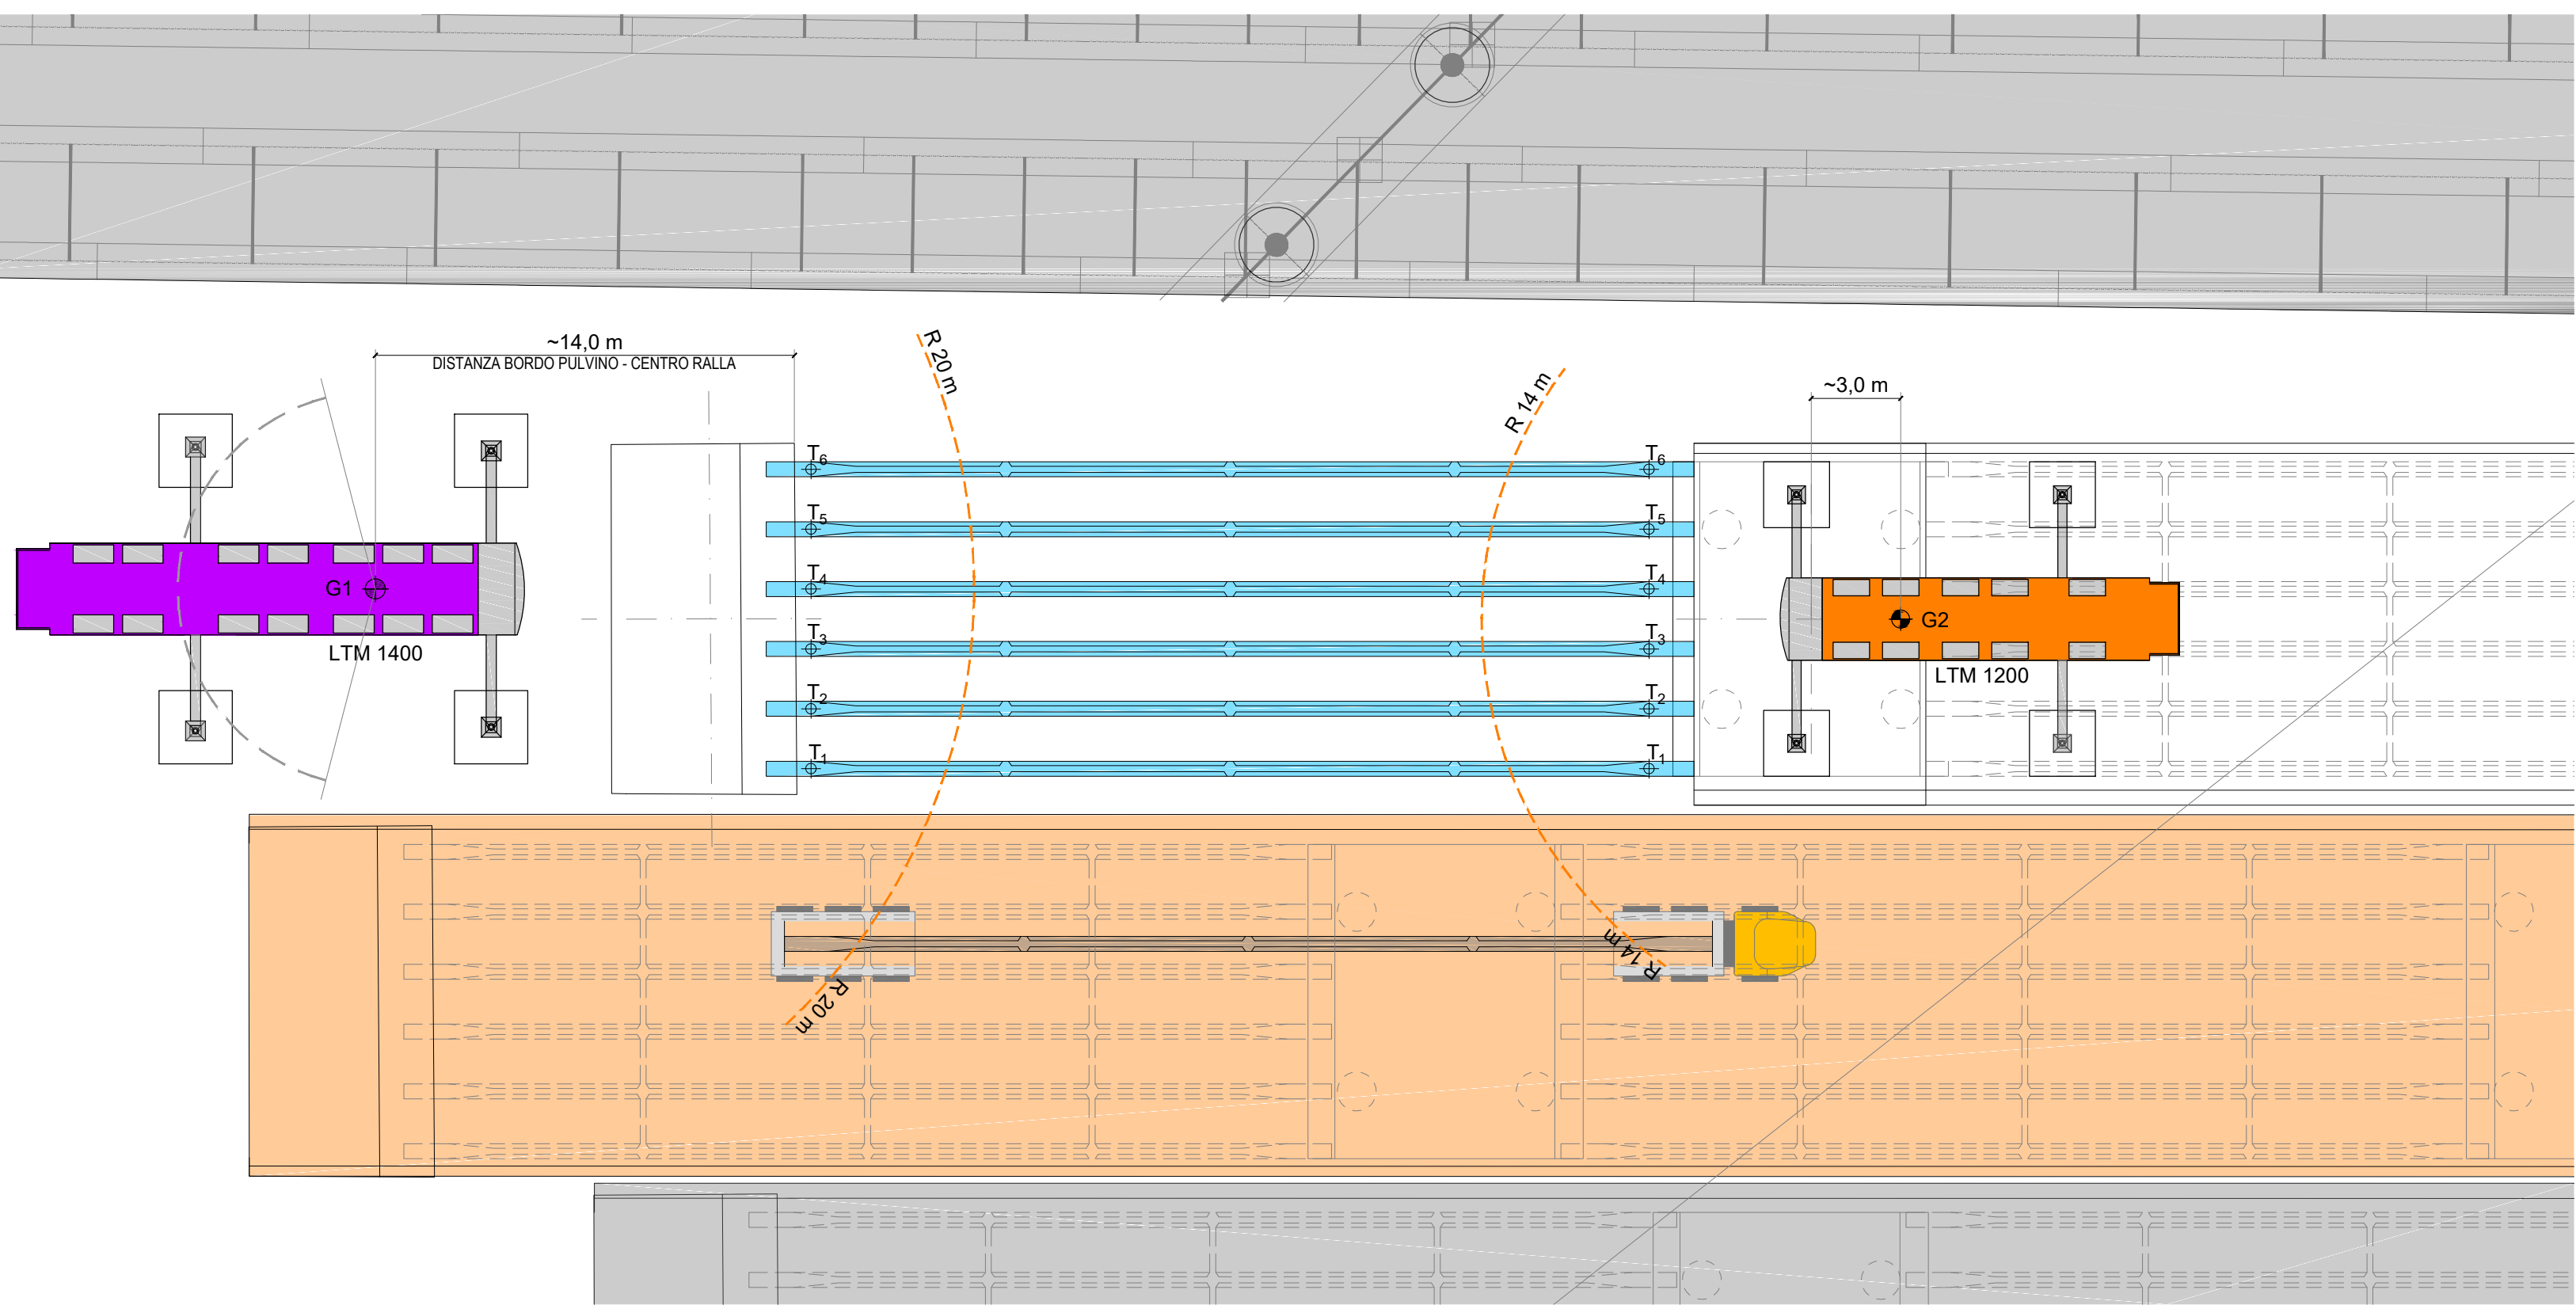 ~14,0 m
DISTANZA BORDO PULVINO - CENTRO RALLA
R 20 m
R 14 m
~3,0 m
T6
T6
T5
T5
T4
T4
G1
G2
T3
T3
LTM 1400
LTM 1200
T2
T2
T1
T1
R 14 m
R 20 m